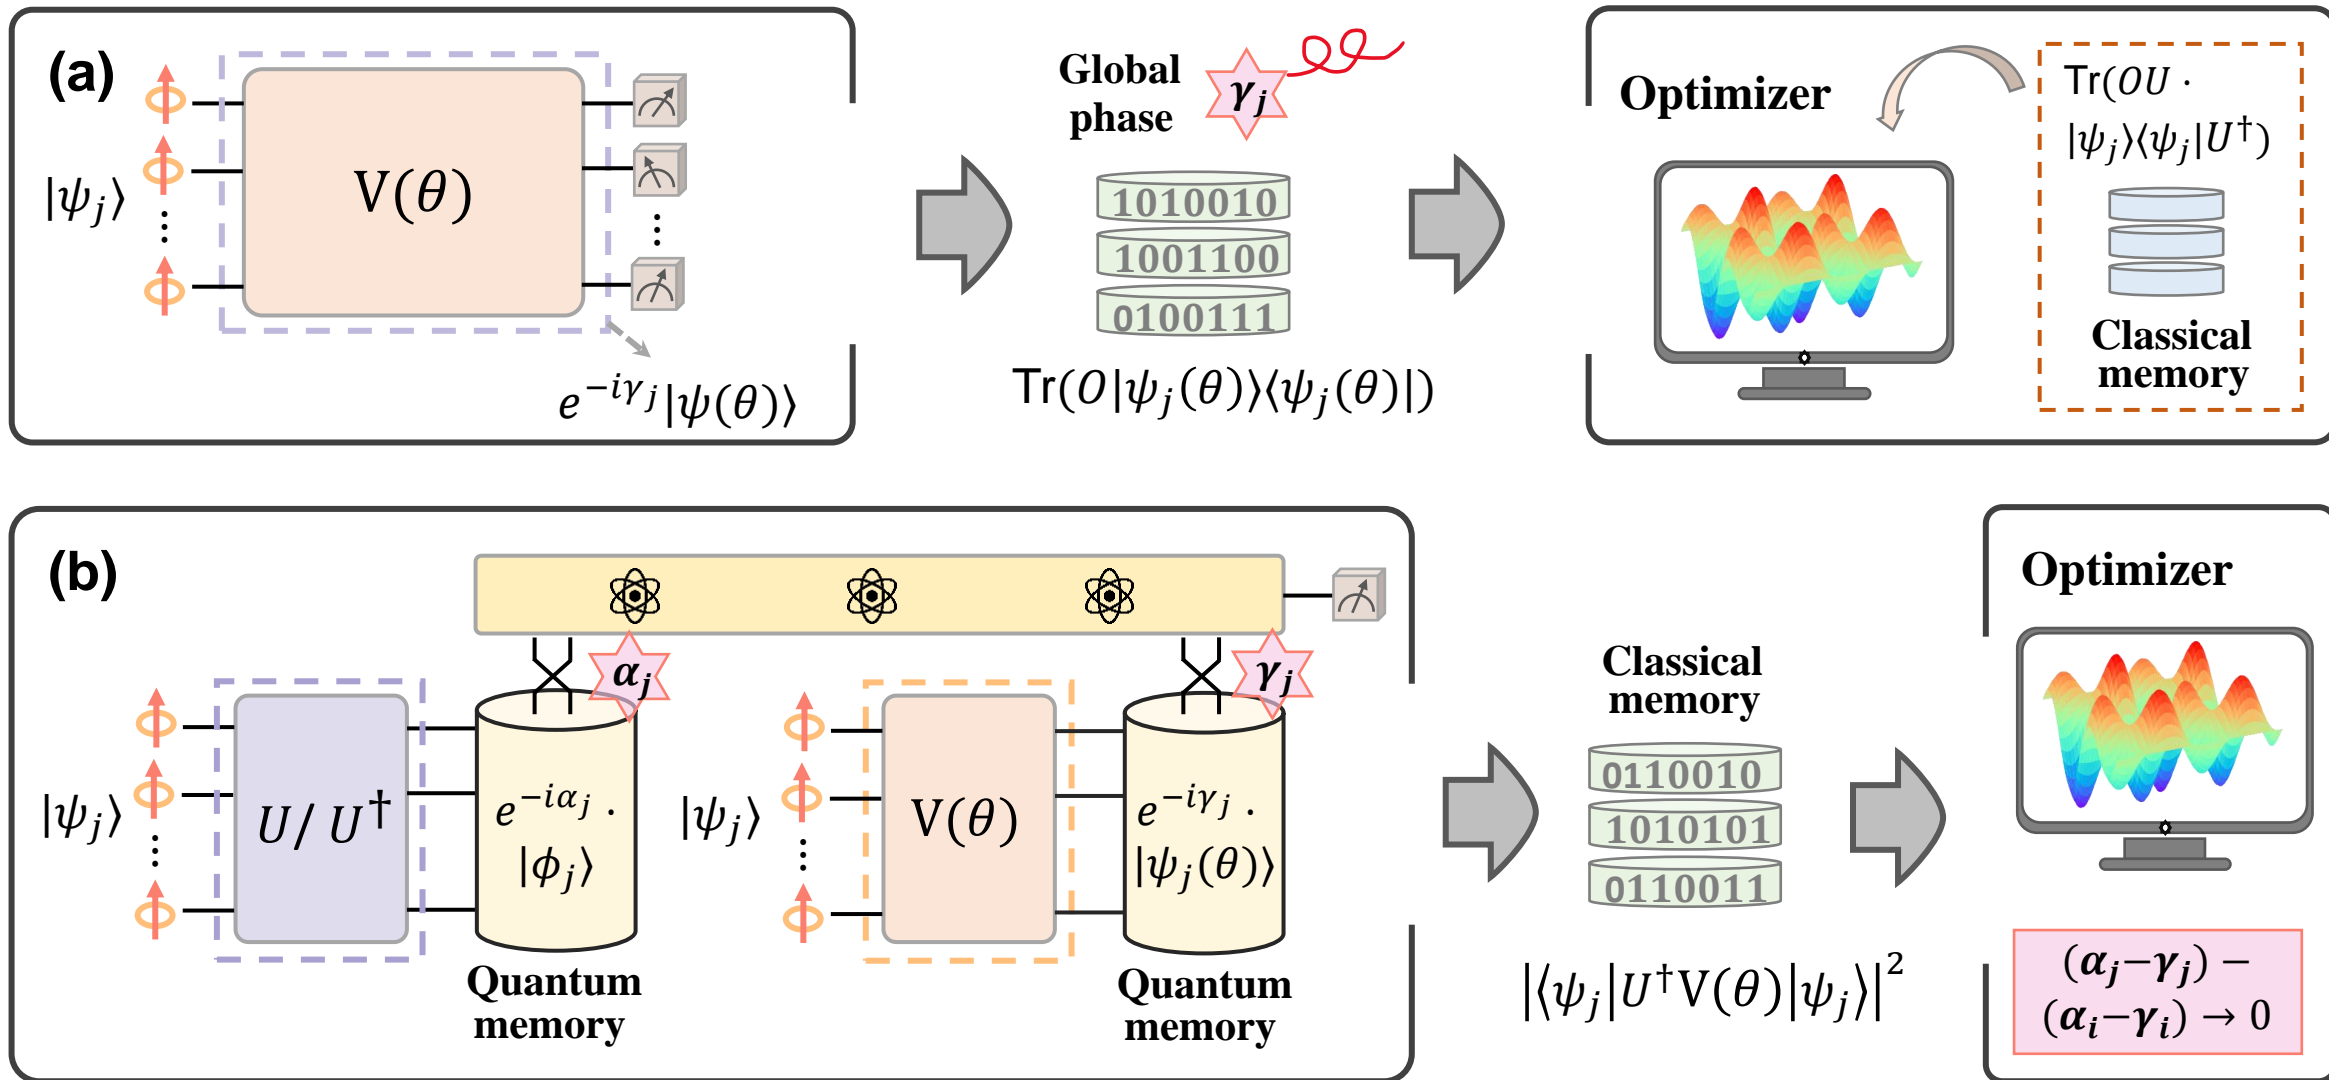 (a)
|ψ_j⟩
V(θ)
e^{-iγ_j}|ψ(θ)⟩
Global
phase
γ_j
1010010
1001100
0100111
Tr(O|ψ_j(θ)⟩⟨ψ_j(θ)|)
Optimizer
Tr(OU ·
|ψ_j⟩⟨ψ_j|U†)
Classical
memory
(b)
|ψ_j⟩
U/ U†
α_j
e^{-iα_j} ·
|ϕ_j⟩
Quantum
memory
|ψ_j⟩
V(θ)
γ_j
e^{-iγ_j} ·
|ψ_j(θ)⟩
Quantum
memory
Classical
memory
0110010
1010101
0110011
|⟨ψ_j|U†V(θ)|ψ_j⟩|²
Optimizer
(α_j−γ_j) −
(α_i−γ_i) → 0